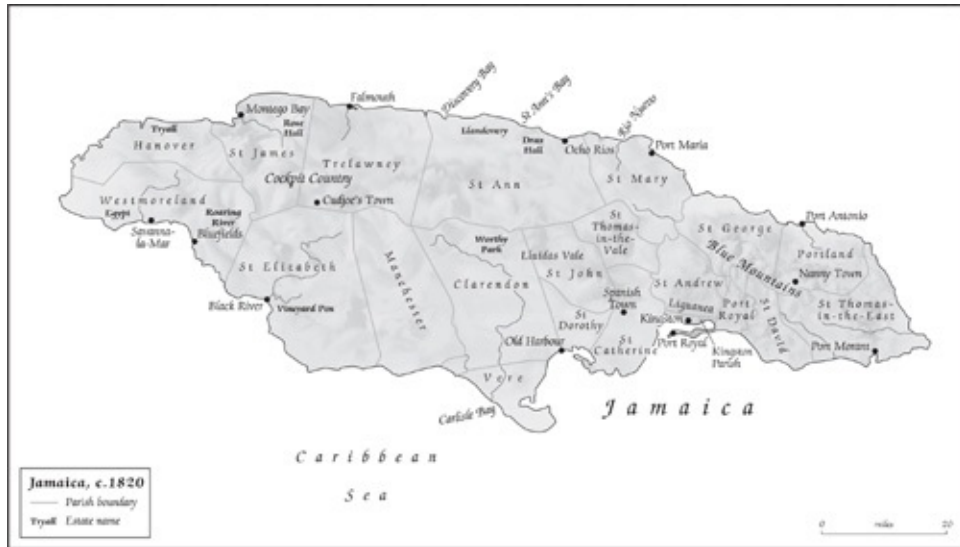 Discovery Bay
St Ann's Bay
Rio Nuevo
Falmouth
Montego Bay
Rose
Hall
Tryall
Hanover
St James
Trelawney
Llandovery
Drax
Hall
Ocho Rios
Port Maria
St Mary
Cockpit Country
Cudjoe's Town
St Ann
Westmoreland
Egypt
Savanna-
la-Mar
Roaring
River
Bluefields
St Elizabeth
Manchester
Worthy
Park
Clarendon
Lluidas Vale
St John
St
Thomas-
in-the-
Vale
St George
Port Antonio
Portland
Blue Mountains
Nanny Town
St Andrew
Liguanea
Port
Royal
St David
St Thomas-
in-the-East
Black River
Vineyard Pen
Spanish
Town
Kingston
St
Dorothy
Old Harbour
St
Catherine
Port Royal
Kingston
Parish
Port Morant
Vere
Carlisle Bay
Jamaica
Caribbean
Sea
Jamaica, c.1820
Parish boundary
Tryall Estate name
0 miles 20